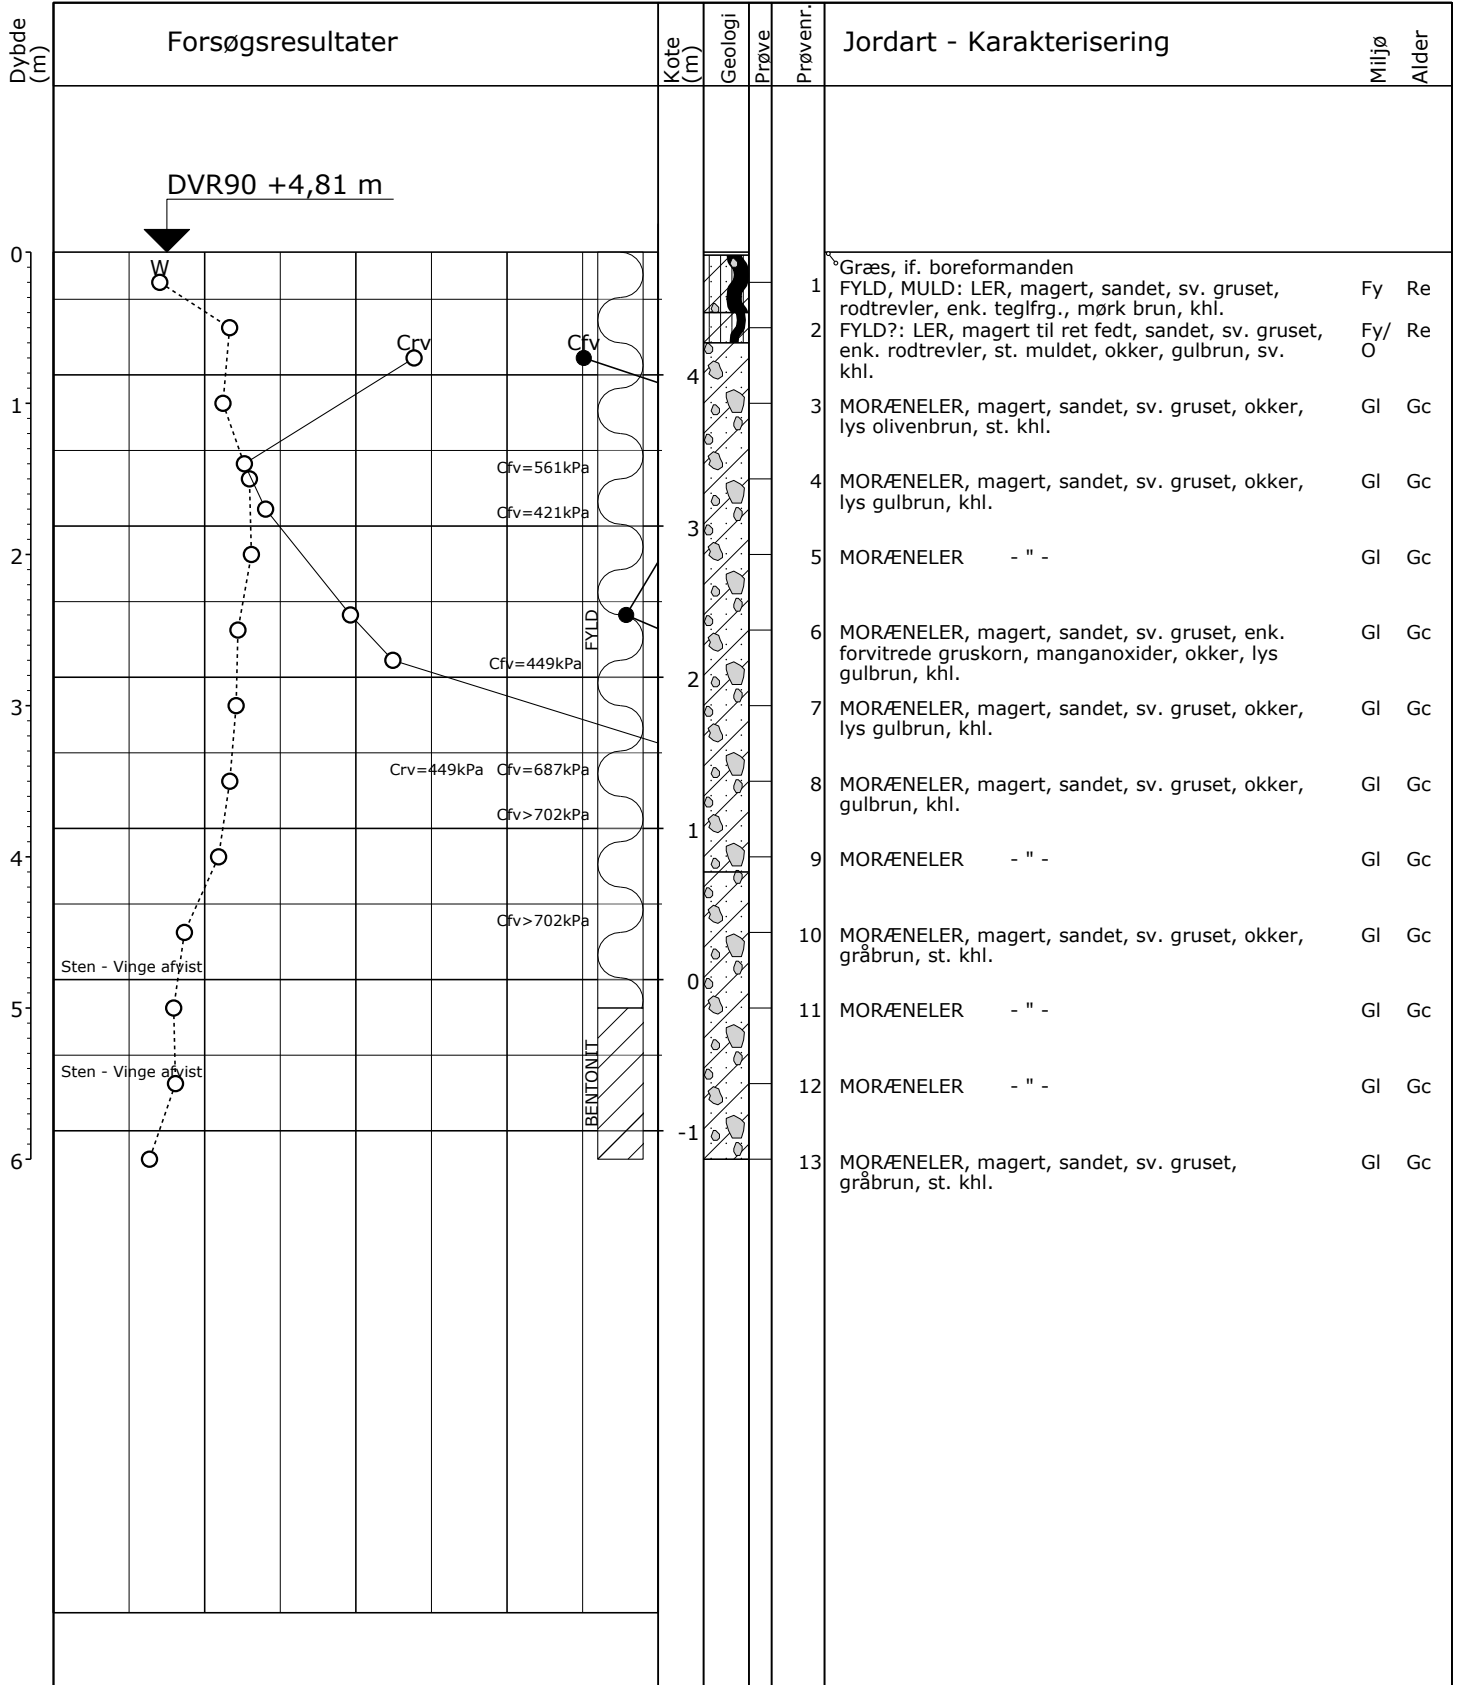 Dybde
(m)
Forsøgsresultater
Kote
(m)
Geologi
Prøve
Prøvenr.
Jordart - Karakterisering
Miljø
Alder
DVR90 +4,81 m
0
W
Græs, if. boreformanden
1 FYLD, MULD: LER, magert, sandet, sv. gruset, Fy Re
rodtrevler, enk. teglfrg., mørk brun, khl.
2 FYLD?: LER, magert til ret fedt, sandet, sv. gruset, Fy/ Re
enk. rodtrevler, st. muldet, okker, gulbrun, sv. O
khl.
Crv
Cfv
4
1
3 MORÆNELER, magert, sandet, sv. gruset, okker, Gl Gc
lys olivenbrun, st. khl.
Cfv=561kPa
4 MORÆNELER, magert, sandet, sv. gruset, okker, Gl Gc
lys gulbrun, khl.
Cfv=421kPa
3
2
5 MORÆNELER - " - Gl Gc
FYLD
6 MORÆNELER, magert, sandet, sv. gruset, enk. Gl Gc
forvitrede gruskorn, manganoxider, okker, lys
gulbrun, khl.
Cfv=449kPa
2
3
7 MORÆNELER, magert, sandet, sv. gruset, okker, Gl Gc
lys gulbrun, khl.
Crv=449kPa Cfv=687kPa
8 MORÆNELER, magert, sandet, sv. gruset, okker, Gl Gc
gulbrun, khl.
Cfv>702kPa
1
4
9 MORÆNELER - " - Gl Gc
Cfv>702kPa
10 MORÆNELER, magert, sandet, sv. gruset, okker, Gl Gc
gråbrun, st. khl.
Sten - Vinge afvist
0
5
11 MORÆNELER - " - Gl Gc
Sten - Vinge afvist
BENTONIT
12 MORÆNELER - " - Gl Gc
-1
6
13 MORÆNELER, magert, sandet, sv. gruset, Gl Gc
gråbrun, st. khl.